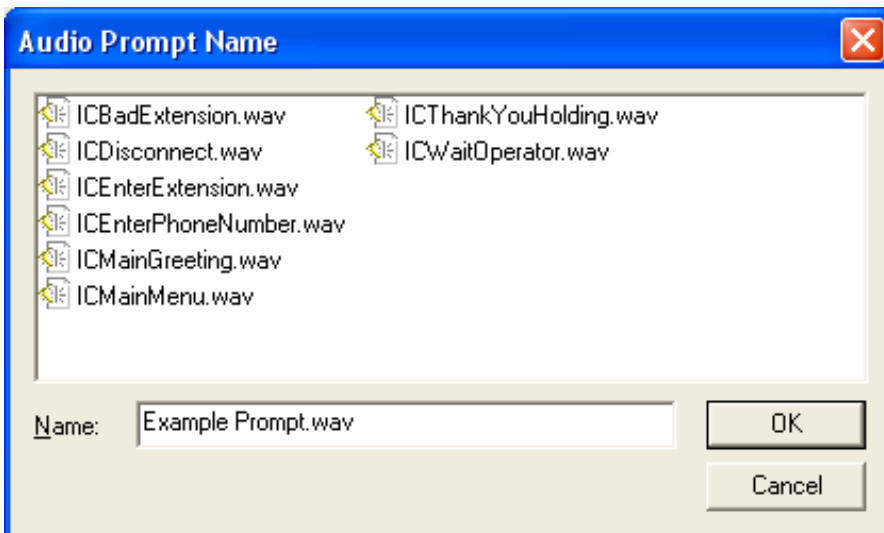 Audio Prompt Name
ICBadExtension.wav
ICDisconnect.wav
ICEnterExtension.wav
ICEnterPhoneNumber.wav
ICMainGreeting.wav
ICMainMenu.wav
ICThankYouHolding.wav
ICWaitOperator.wav
Name: Example Prompt.wav
OK
Cancel